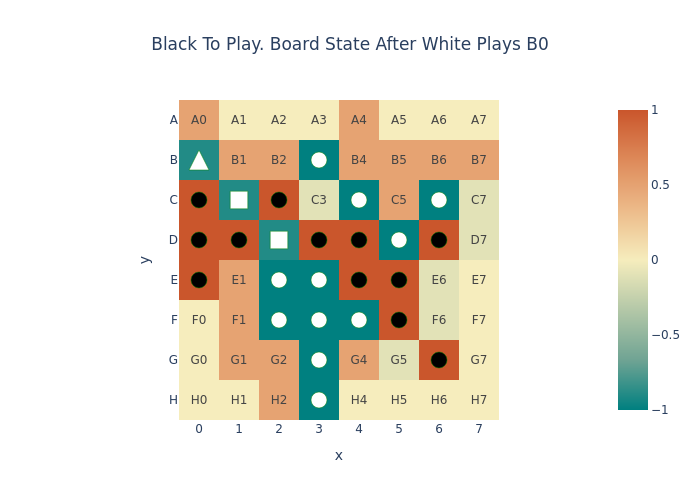 Black To Play. Board State After White Plays B0
A A0 A1 A2 A3 A4 A5 A6 A7
B B1 B2 B4 B5 B6 B7
C C3 C5 C7
D D7
E E1 E6 E7
F F0 F1 F6 F7
G G0 G1 G2 G4 G5 G7
H H0 H1 H2 H4 H5 H6 H7
0 1 2 3 4 5 6 7
x
y
1
0.5
0
−0.5
−1